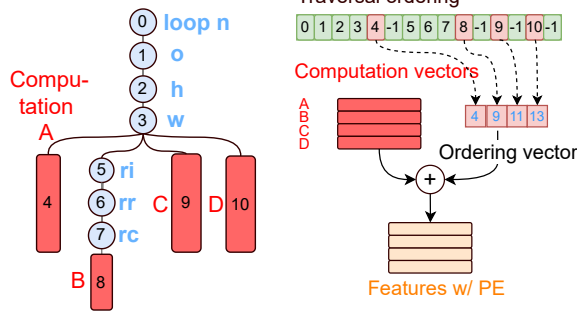 Traversal ordering
0 loop n
0 1 2 3 4 -1 5 6 7 8 -1 9 -1 10 -1
1 o
Compu-
tation
2 h
Computation vectors
A
3 w
A
B
C
D
4 9 11 13
Ordering vector
5 ri
4
6 rr
C 9
D 10
+
7 rc
B 8
Features w/ PE